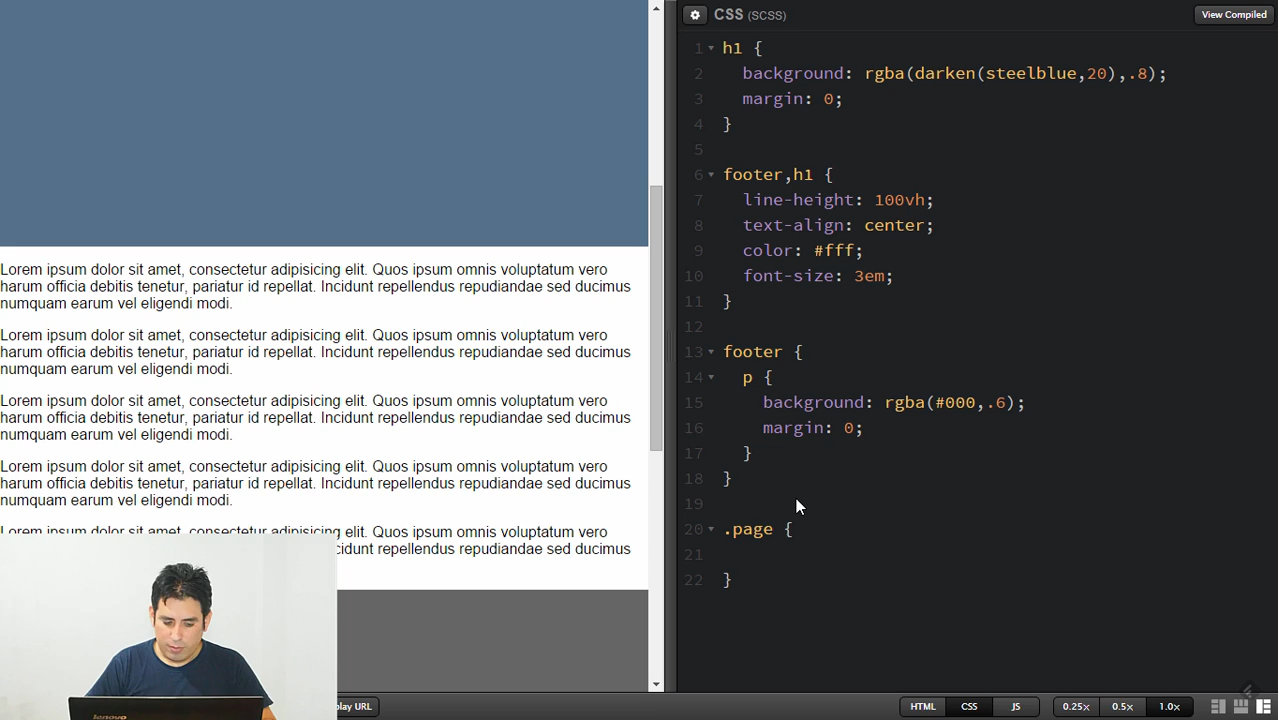 CSS (SCSS)
View Compiled
1 h1 {
2 background: rgba(darken(steelblue,20),.8);
3 margin: 0;
4 }
5
6 footer,h1 {
7 line-height: 100vh;
8 text-align: center;
9 color: #fff;
10 font-size: 3em;
11 }
12
13 footer {
14 p {
15 background: rgba(#000,.6);
16 margin: 0;
17 }
18 }
19
20 .page {
21
22 }
Lorem ipsum dolor sit amet, consectetur adipisicing elit. Quos ipsum omnis voluptatum vero
harum officia debitis tenetur, pariatur id repellat. Incidunt repellendus repudiandae sed ducimus
numquam earum vel eligendi modi.
Lorem ipsum dolor sit amet, consectetur adipisicing elit. Quos ipsum omnis voluptatum vero
harum officia debitis tenetur, pariatur id repellat. Incidunt repellendus repudiandae sed ducimus
numquam earum vel eligendi modi.
Lorem ipsum dolor sit amet, consectetur adipisicing elit. Quos ipsum omnis voluptatum vero
harum officia debitis tenetur, pariatur id repellat. Incidunt repellendus repudiandae sed ducimus
numquam earum vel eligendi modi.
Lorem ipsum dolor sit amet, consectetur adipisicing elit. Quos ipsum omnis voluptatum vero
harum officia debitis tenetur, pariatur id repellat. Incidunt repellendus repudiandae sed ducimus
numquam earum vel eligendi modi.
Lorem ipsum dolor sit amet, consectetur adipisicing elit. Quos ipsum omnis voluptatum vero
cidunt repellendus repudiandae sed ducimus
lenovo
play URL
HTML
CSS
JS
0.25x
0.5x
1.0x